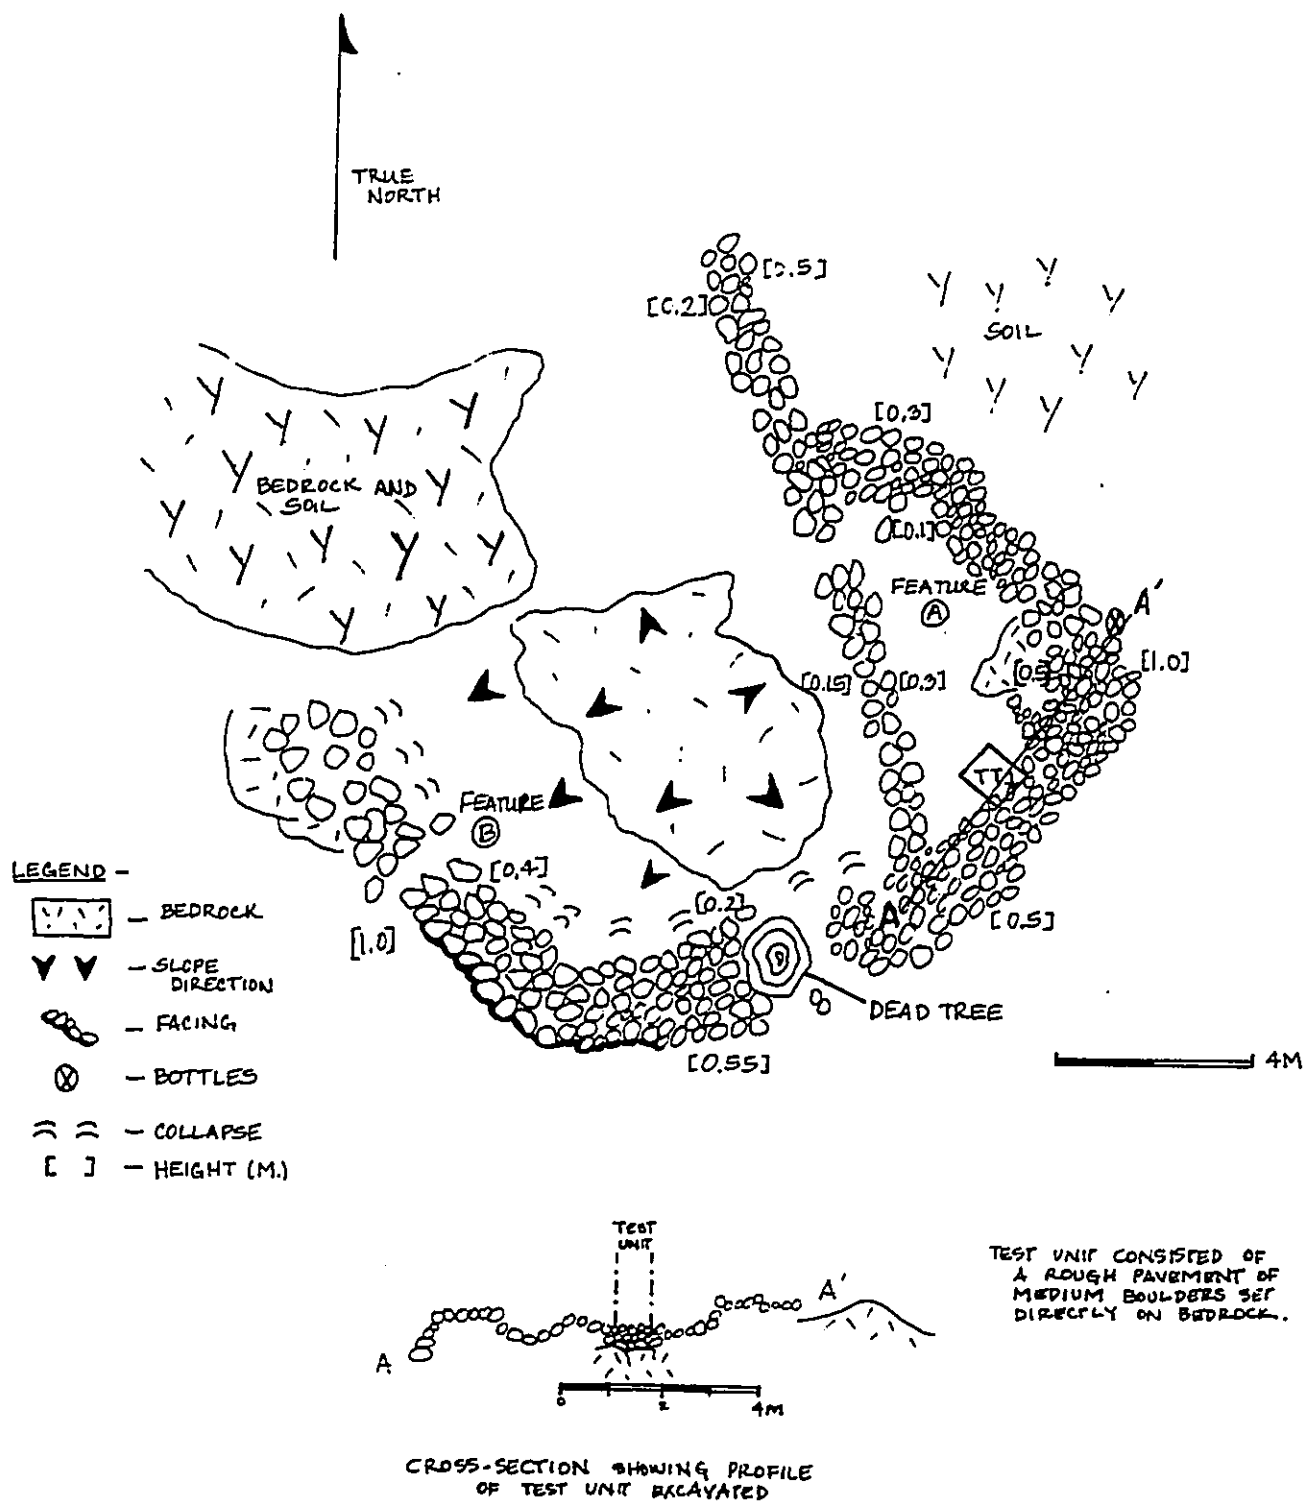 TRUE
NORTH
[0.5]
[0.2]
SOIL
[0.3]
BEDROCK AND
SOIL
[0.1]
FEATURE
A
A'
[0.15]
[0.3]
[0.5]
[1.0]
TT1
FEATURE
B
LEGEND -
[0.4]
[0.2]
— BEDROCK
A
[0.5]
[1.0]
— SLOPE
DIRECTION
DEAD TREE
— FACING
[0.55]
4M
— BOTTLES
— COLLAPSE
[ ] — HEIGHT (M.)
TEST
UNIT
TEST UNIT CONSISTED OF
A ROUGH PAVEMENT OF
MEDIUM BOULDERS SET
DIRECTLY ON BEDROCK.
A'
A
0 2 4M
CROSS-SECTION SHOWING PROFILE
OF TEST UNIT EXCAVATED